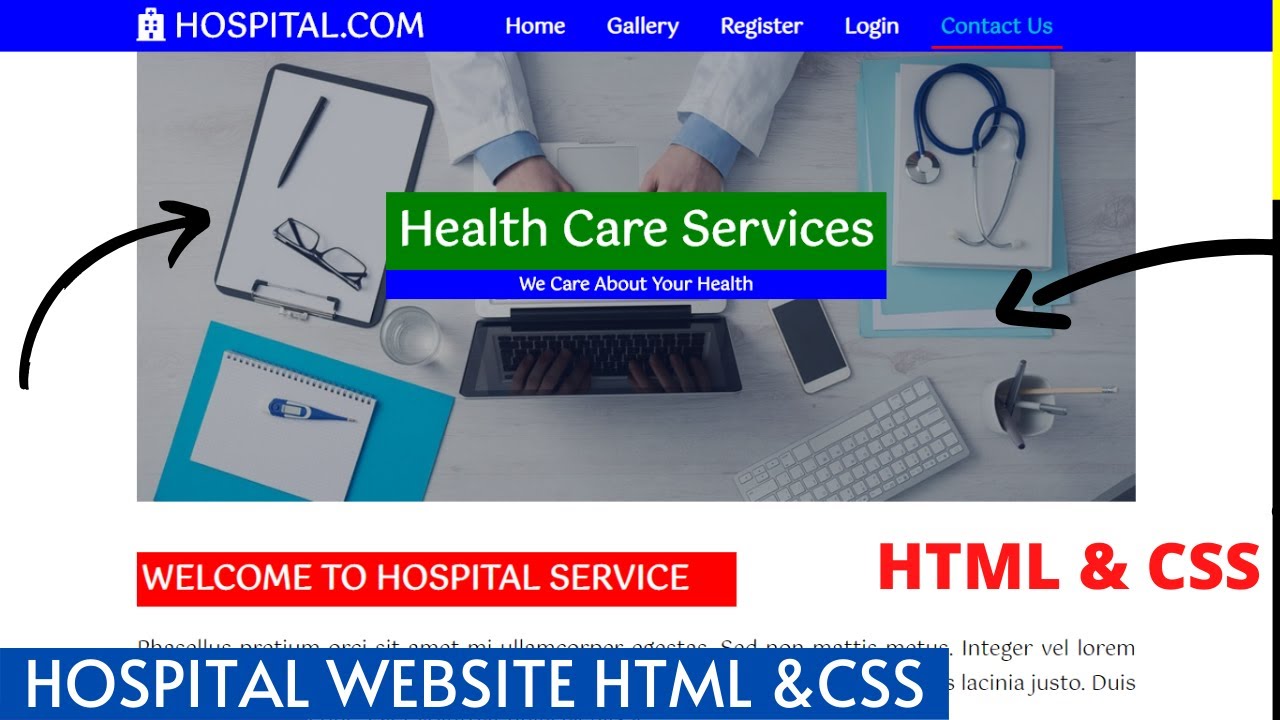 HOSPITAL.COM Home Gallery Register Login Contact Us
Health Care Services
We Care About Your Health
HTML & CSS
WELCOME TO HOSPITAL SERVICE
Phasellus pretium orci sit amet mi ullamcorper egestas. Sed non mattis metus. Integer vel lorem
lacinia justo. Duis
HOSPITAL WEBSITE HTML &CSS